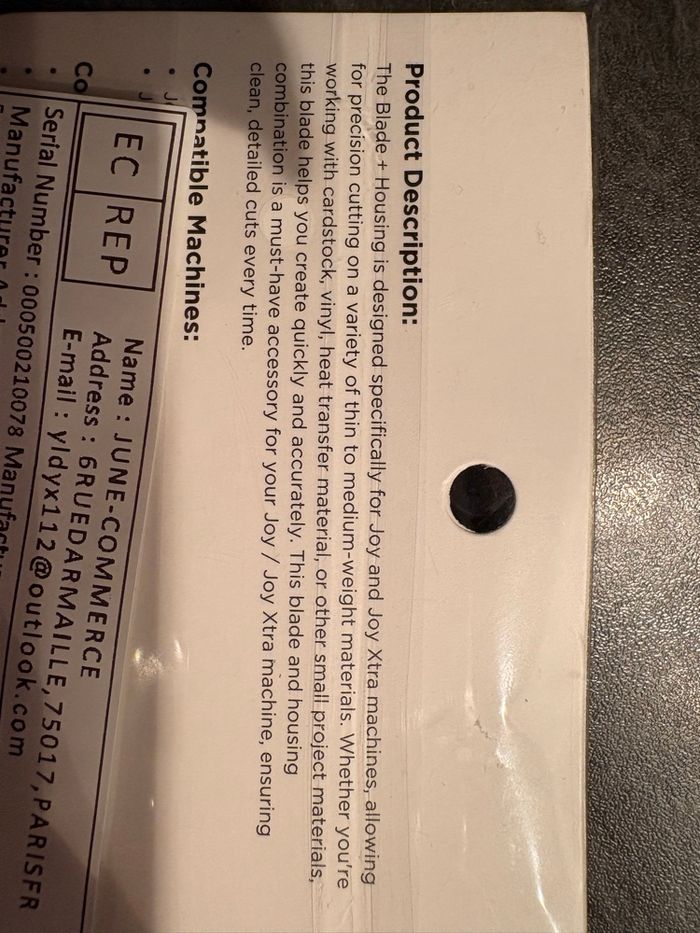 Product Description:
The Blade + Housing is designed specifically for Joy and Joy Xtra machines, allowing
for precision cutting on a variety of thin to medium-weight materials. Whether you're
working with cardstock, vinyl, heat transfer material, or other small project materials,
this blade helps you create quickly and accurately. This blade and housing
combination is a must-have accessory for your Joy / Joy Xtra machine, ensuring
clean, detailed cuts every time.
Compatible Machines:
• J
• J
Co
•
•
•
EC REP
Name : JUNE-COMMERCE
Address : 6RUEDARMAILLE,75017,PARISFR
E-mail : yldyx112@outlook.com
Serial Number : 000500210078
Manufacturer